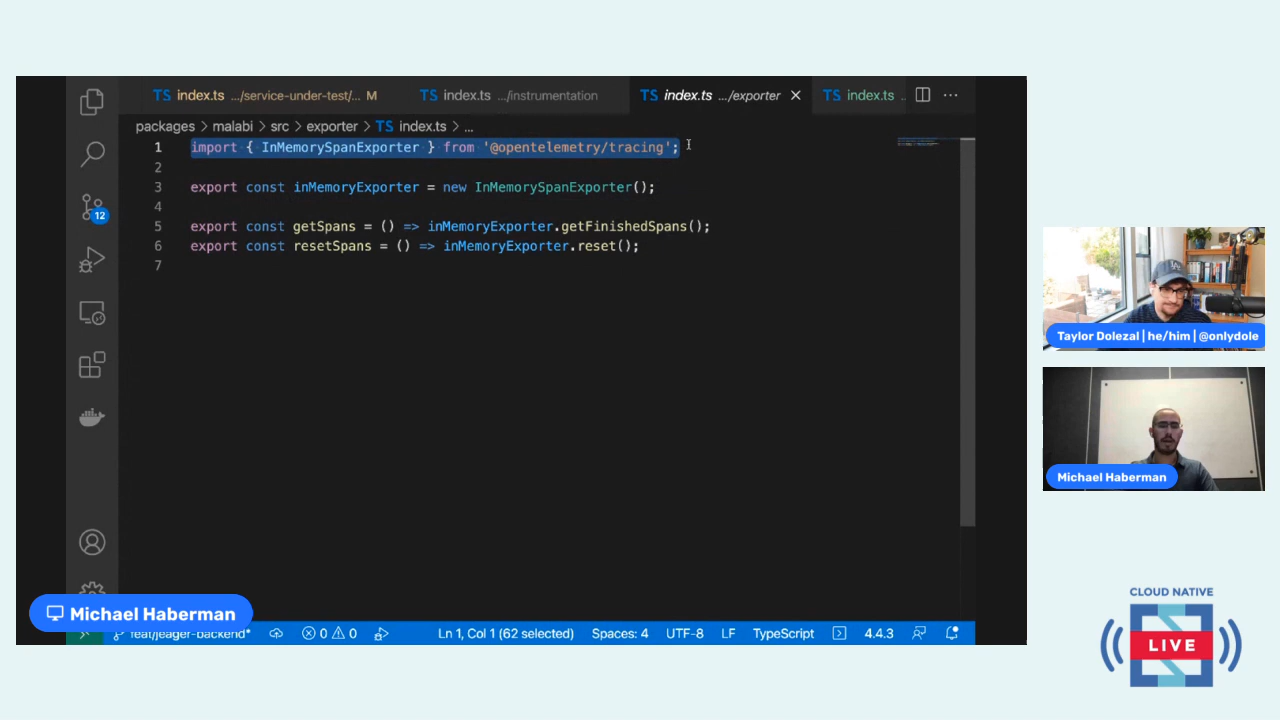 TS index.ts .../service-under-test/... M TS index.ts .../instrumentation TS index.ts .../exporter × TS index.ts .
packages > malabi > src > exporter > TS index.ts > ...
1 import { InMemorySpanExporter } from '@opentelemetry/tracing';
2
3 export const inMemoryExporter = new InMemorySpanExporter();
4
5 export const getSpans = () => inMemoryExporter.getFinishedSpans();
6 export const resetSpans = () => inMemoryExporter.reset();
7
12
Taylor Dolezal | he/him | @onlydole
Michael Haberman
Michael Haberman
feat/jeager-backend* 0 0 Ln 1, Col 1 (62 selected) Spaces: 4 UTF-8 LF TypeScript 4.4.3
CLOUD NATIVE
LIVE